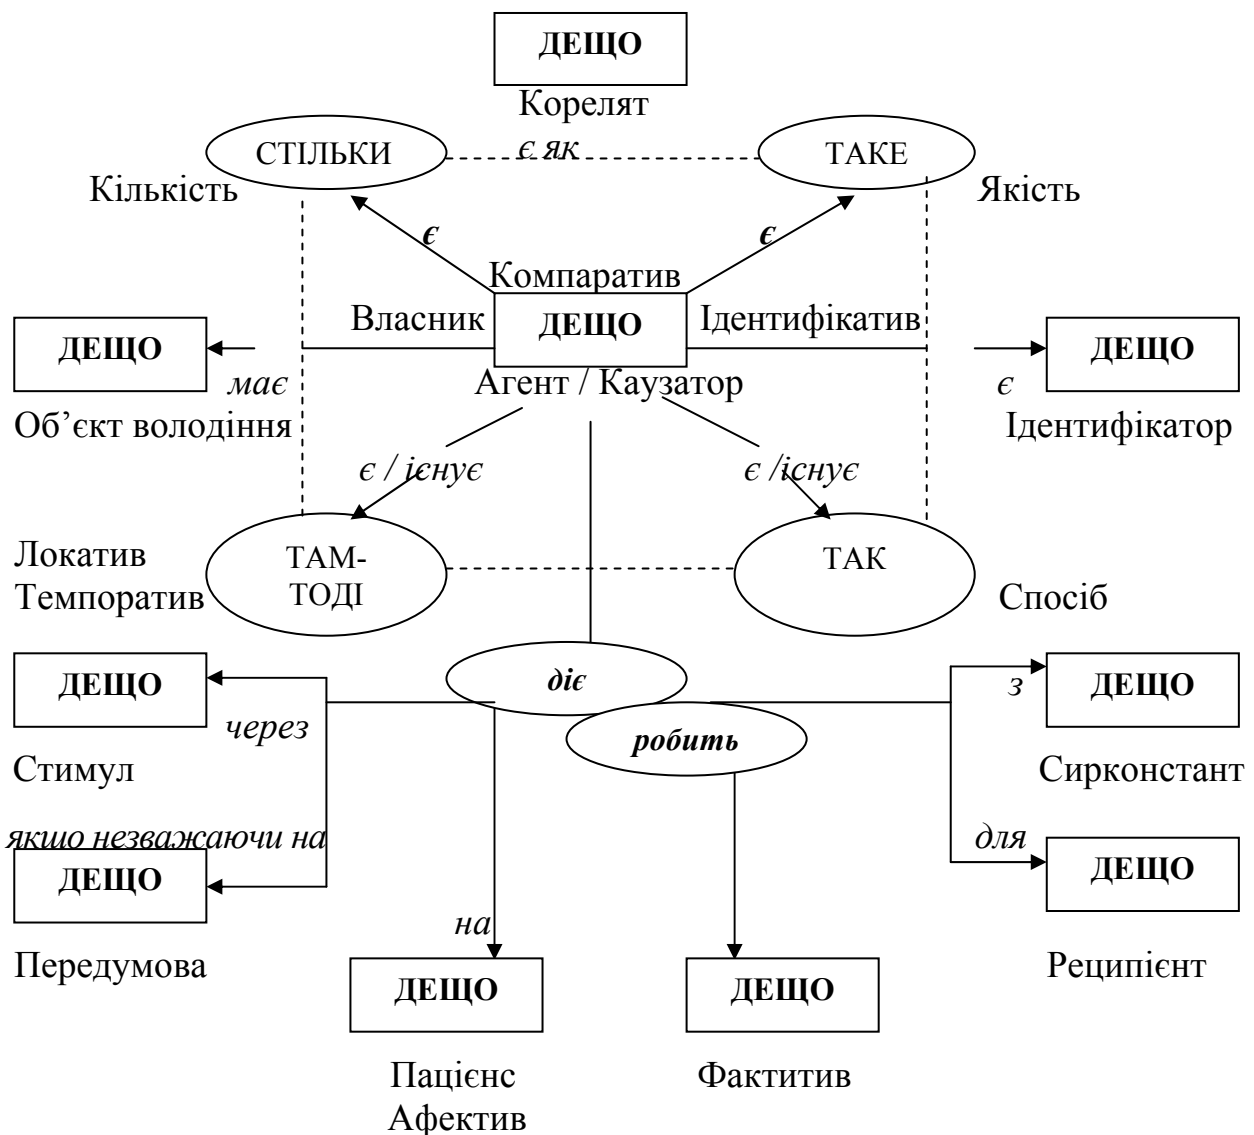 ДЕЩО
Корелят
СТІЛЬКИ
є як
ТАКЕ
Кількість
Якість
є
є
Компаратив
Власник
ДЕЩО
Ідентифікатив
ДЕЩО
ДЕЩО
має
Агент / Каузатор
є
Об’єкт володіння
Ідентифікатор
є / існує
є /існує
Локатив
Темпоратив
ТАМ-
ТОДІ
ТАК
Спосіб
ДЕЩО
діє
з
ДЕЩО
через
робить
Стимул
Сирконстант
якшо незважаючи на
для
ДЕЩО
ДЕЩО
на
Передумова
Реципієнт
ДЕЩО
ДЕЩО
Пацієнс
Афектив
Фактитив